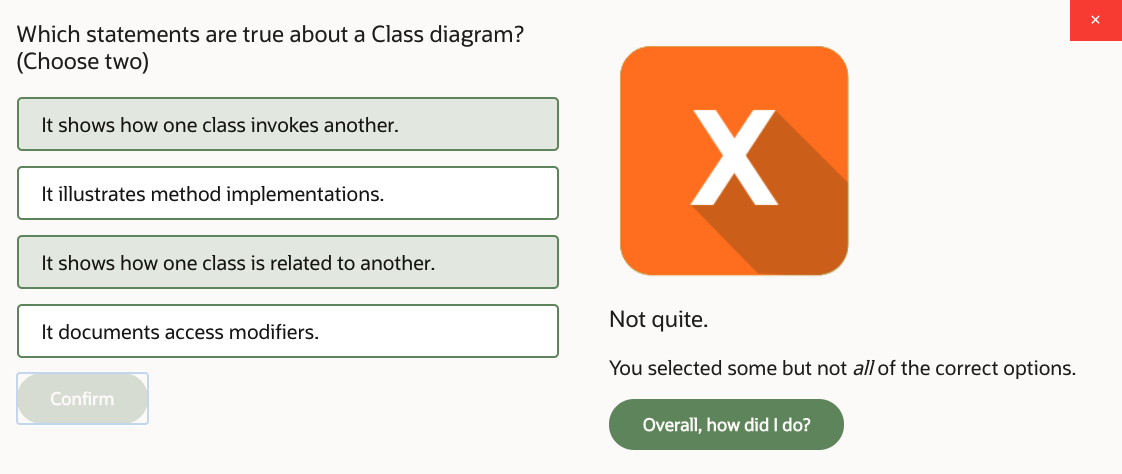 Which statements are true about a Class diagram?
(Choose two)
It shows how one class invokes another.
It illustrates method implementations.
It shows how one class is related to another.
It documents access modifiers.
Confirm
×
X
Not quite.
You selected some but not all of the correct options.
Overall, how did I do?